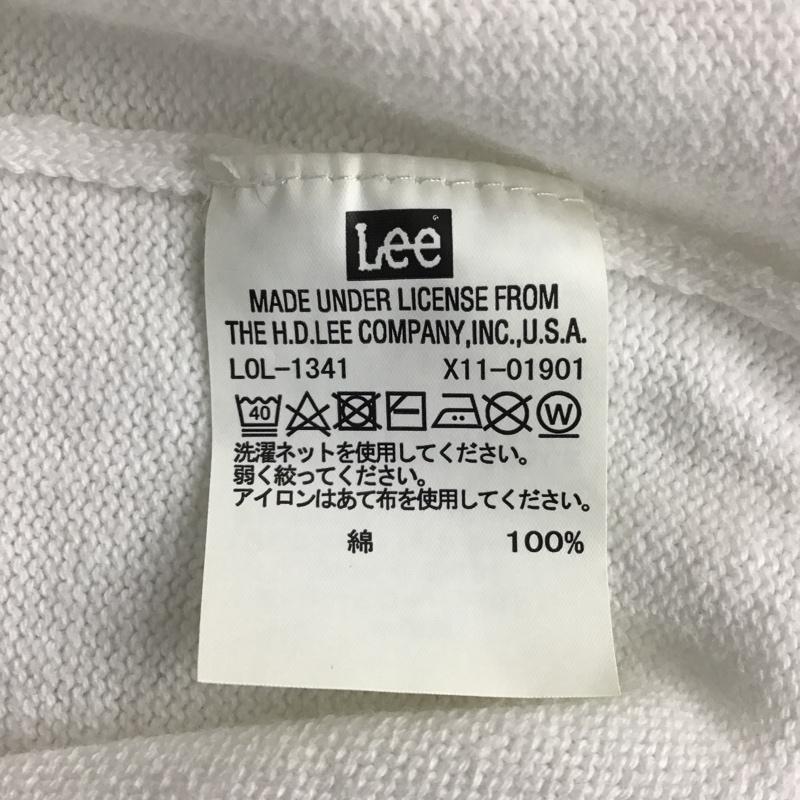 Lee
MADE UNDER LICENSE FROM
THE H.D.LEE COMPANY,INC.,U.S.A.
LOL-1341 X11-01901
40 W
洗濯ネットを使用してください。
弱く絞ってください。
アイロンはあて布を使用してください。
綿 100%